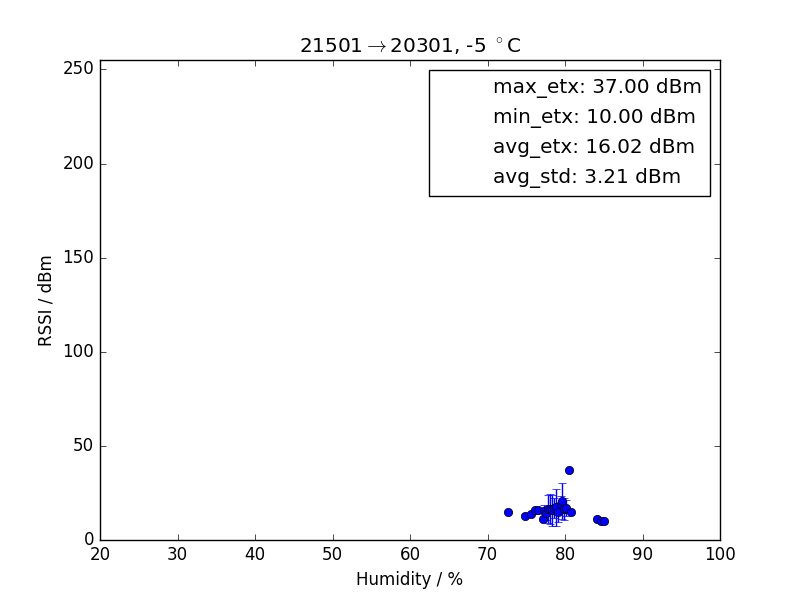 21501→20301, -5 °C
max_etx: 37.00 dBm
min_etx: 10.00 dBm
avg_etx: 16.02 dBm
avg_std: 3.21 dBm
RSSI / dBm
250
200
150
100
50
0
20 30 40 50 60 70 80 90 100
Humidity / %